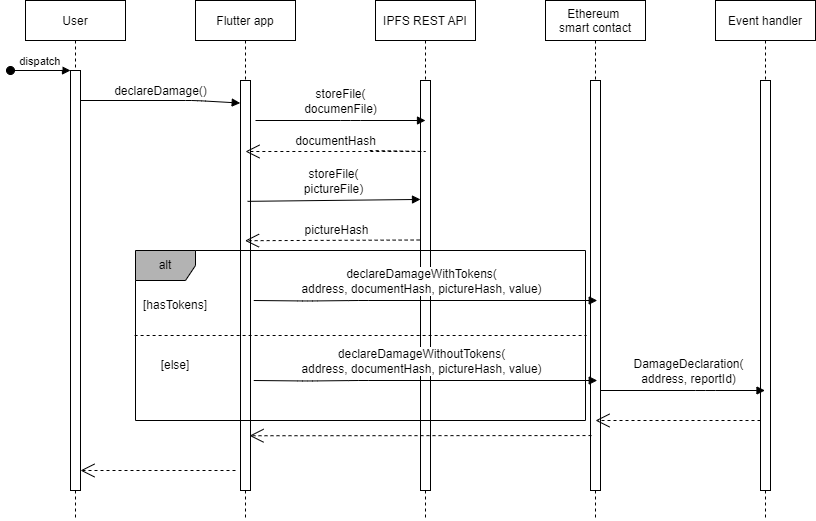 User
Flutter app
IPFS REST API
Ethereum
smart contact
Event handler
dispatch
declareDamage()
storeFile(
documenFile)
documentHash
storeFile(
pictureFile)
pictureHash
alt
declareDamageWithTokens(
address, documentHash, pictureHash, value)
[hasTokens]
declareDamageWithoutTokens(
address, documentHash, pictureHash, value)
[else]
DamageDeclaration(
address, reportId)